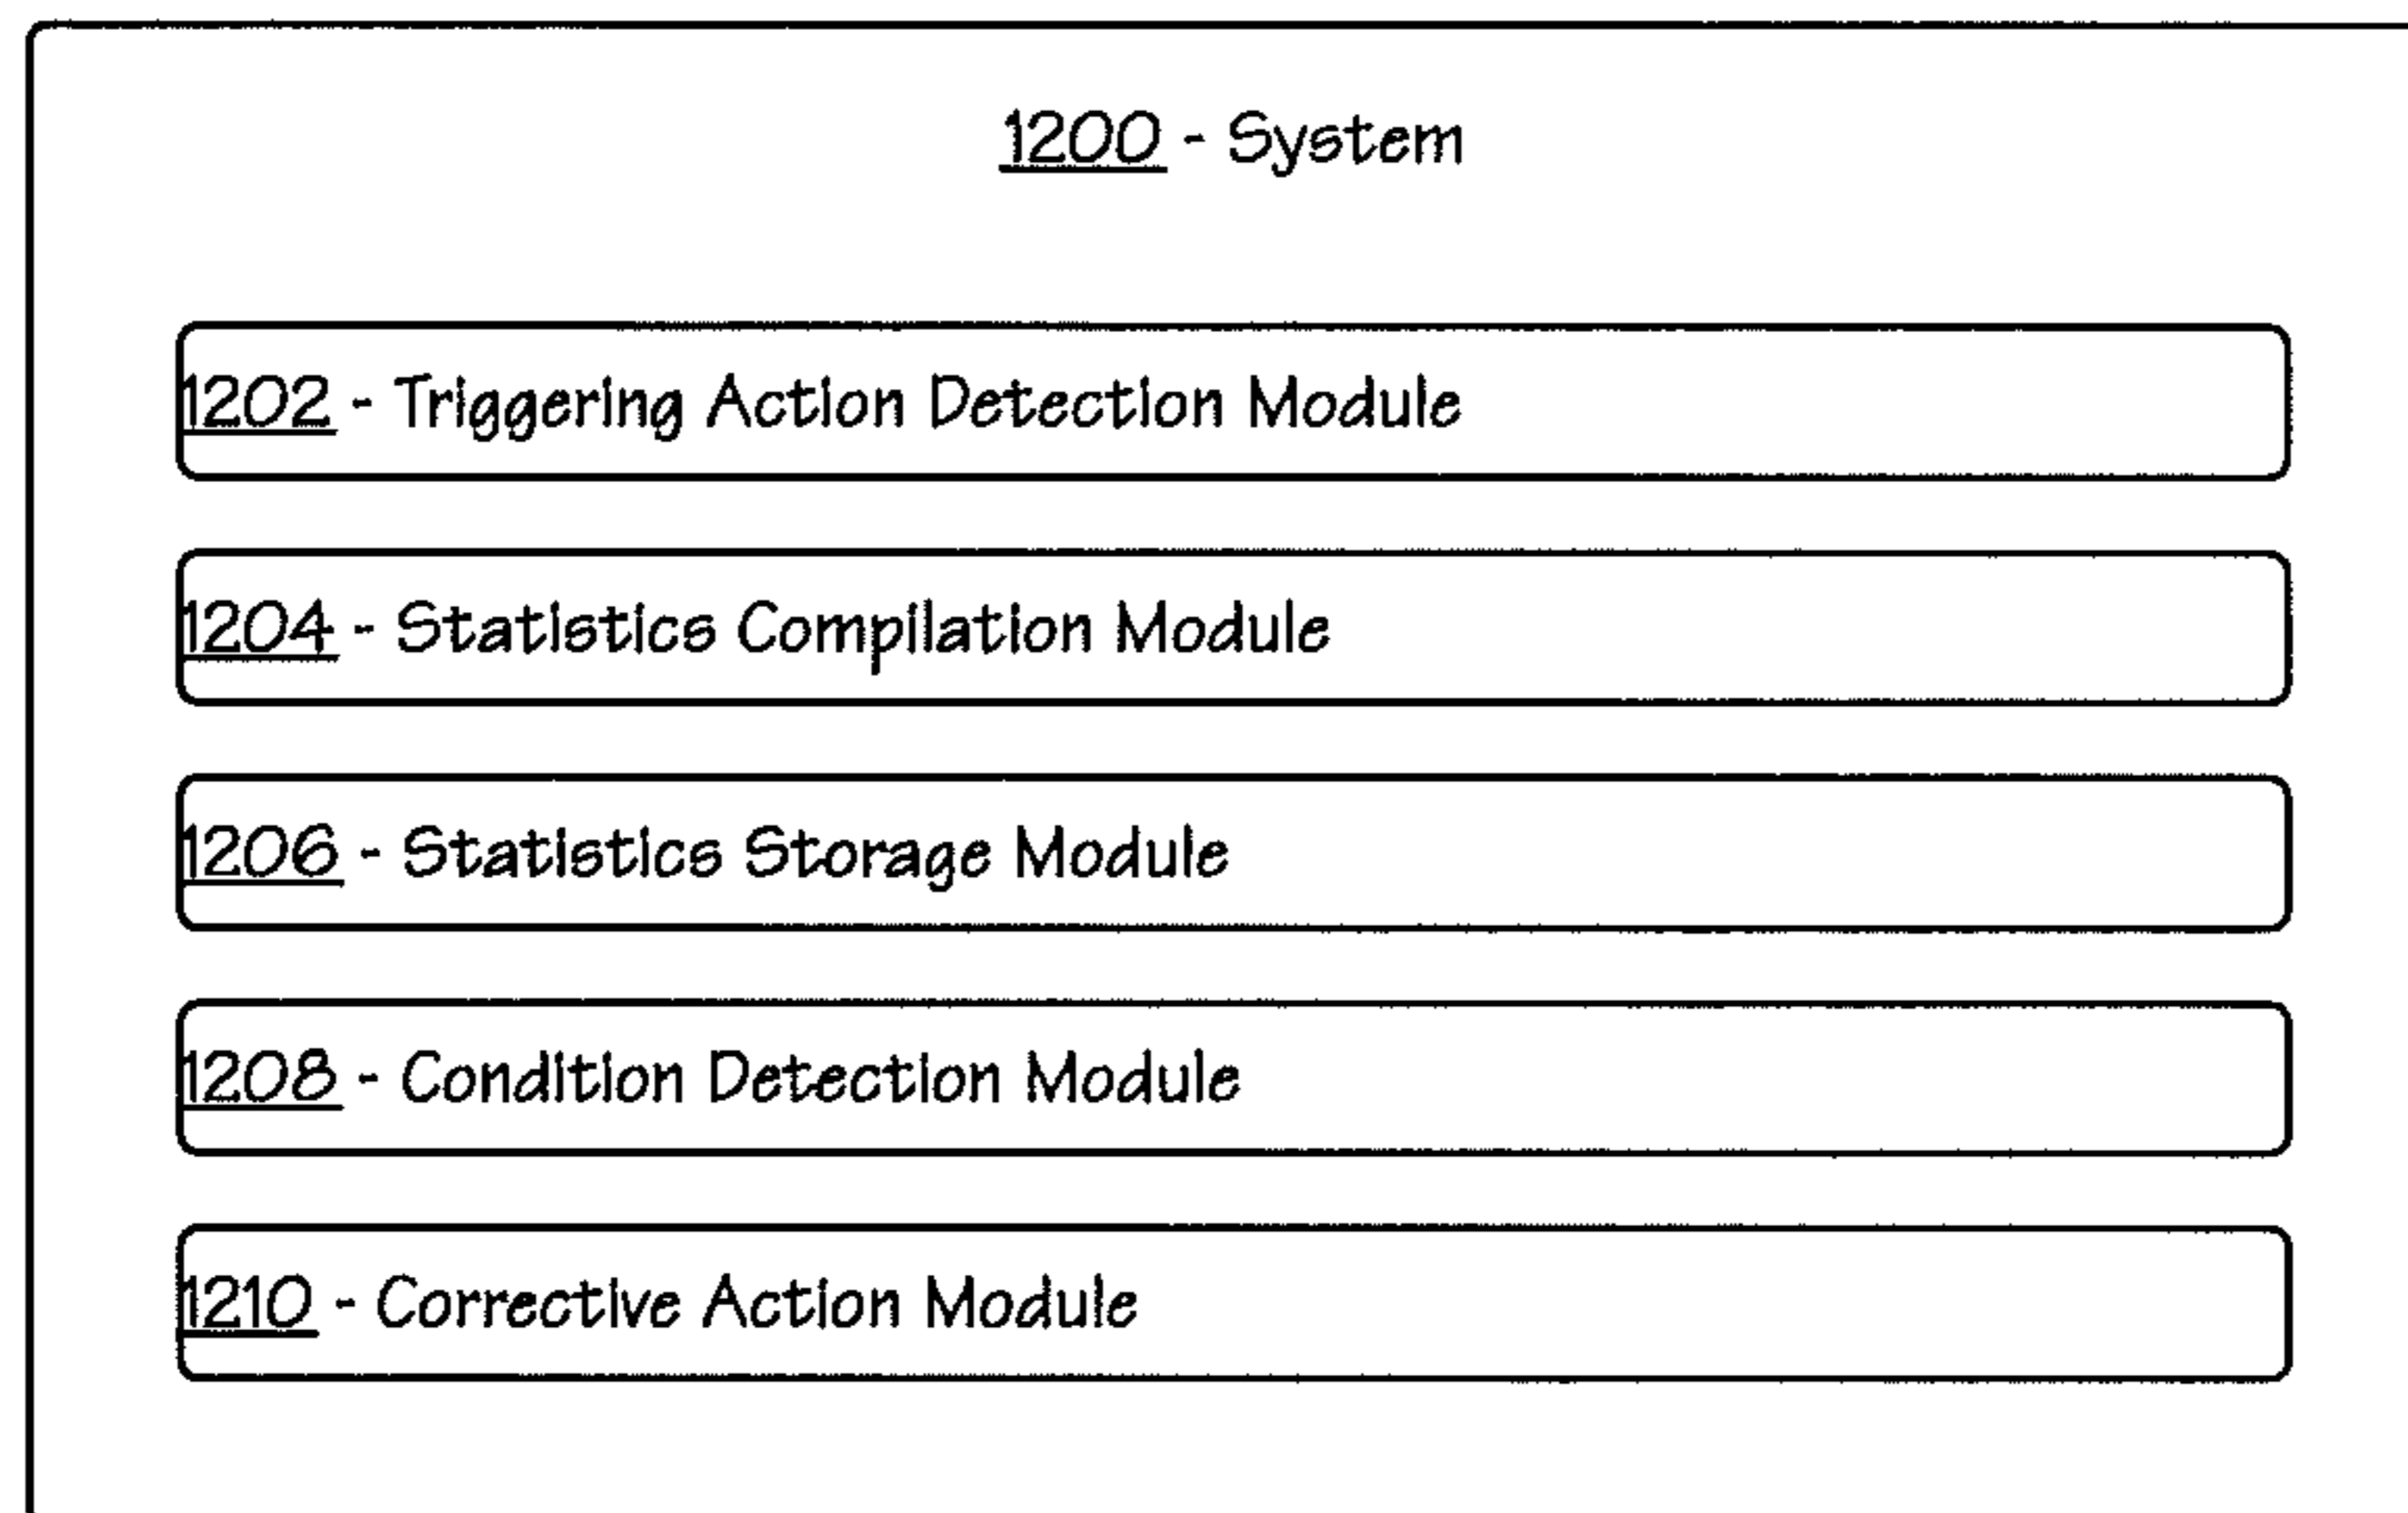 1200 - System
1202 - Triggering Action Detection Module
1204 - Statistics Compilation Module
1206 - Statistics Storage Module
1208 - Condition Detection Module
1210 - Corrective Action Module